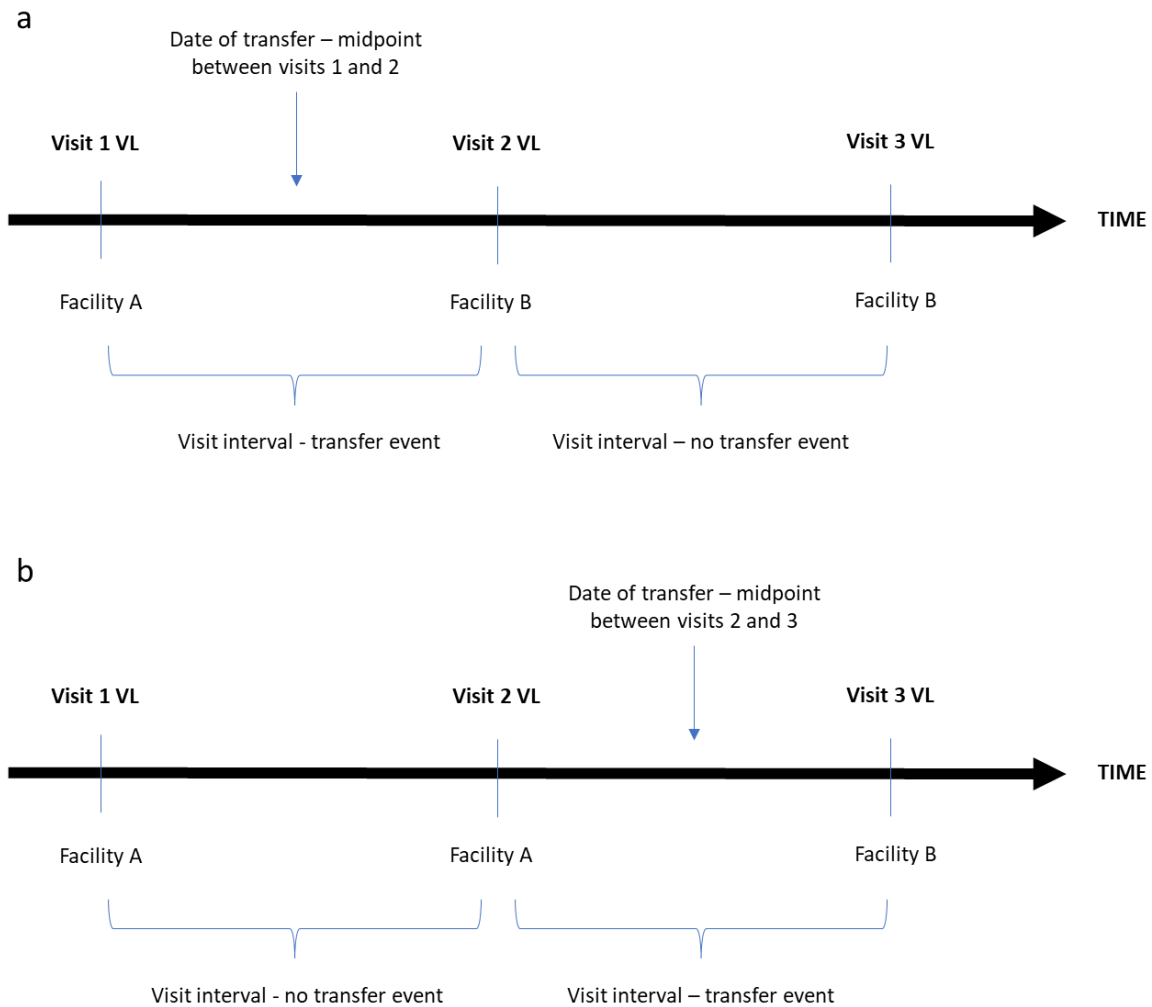 a
Date of transfer – midpoint
between visits 1 and 2
Visit 1 VL
Visit 2 VL
Visit 3 VL
TIME
Facility A
Facility B
Facility B
Visit interval - transfer event
Visit interval – no transfer event
b
Date of transfer – midpoint
between visits 2 and 3
Visit 1 VL
Visit 2 VL
Visit 3 VL
TIME
Facility A
Facility A
Facility B
Visit interval - no transfer event
Visit interval – transfer event